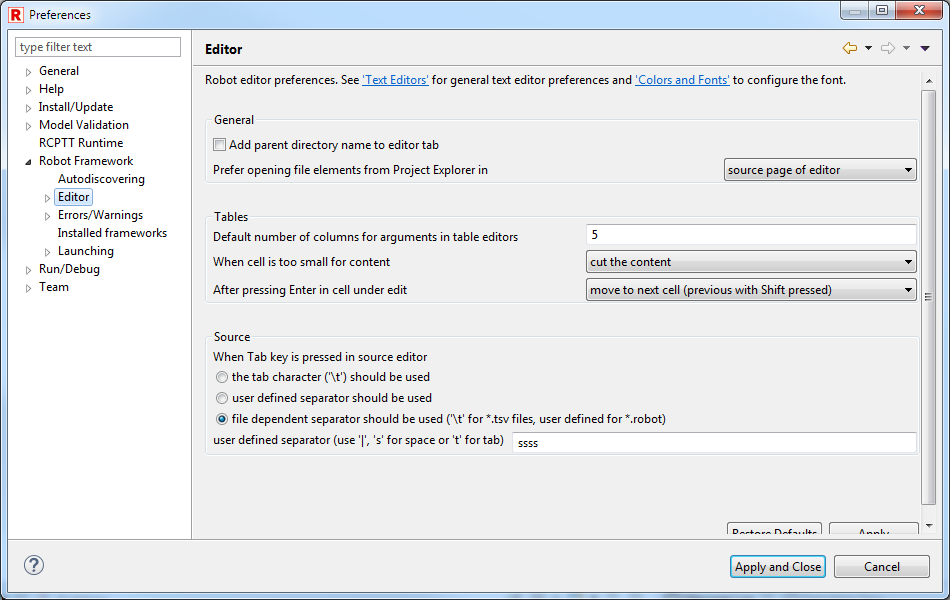 R Preferences
type filter text
General
Help
Install/Update
Model Validation
RCPTT Runtime
Robot Framework
Autodiscovering
Editor
Errors/Warnings
Installed frameworks
Launching
Run/Debug
Team
Editor
Robot editor preferences. See 'Text Editors' for general text editor preferences and 'Colors and Fonts' to configure the font.
General
Add parent directory name to editor tab
Prefer opening file elements from Project Explorer in source page of editor
Tables
Default number of columns for arguments in table editors 5
When cell is too small for content cut the content
After pressing Enter in cell under edit move to next cell (previous with Shift pressed)
Source
When Tab key is pressed in source editor
the tab character ('\t') should be used
user defined separator should be used
file dependent separator should be used ('\t' for *.tsv files, user defined for *.robot)
user defined separator (use '|', 's' for space or 't' for tab) ssss
Restore Defaults Apply
? Apply and Close Cancel